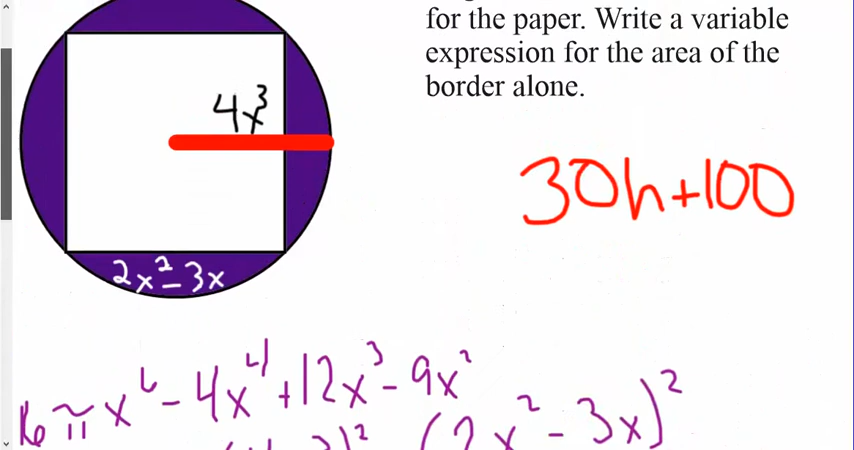 for the paper. Write a variable
expression for the area of the
border alone.
4x³
30h+100
2x²-3x
16πx⁶-4x⁴+12x³-9x²
(2x²-3x)²